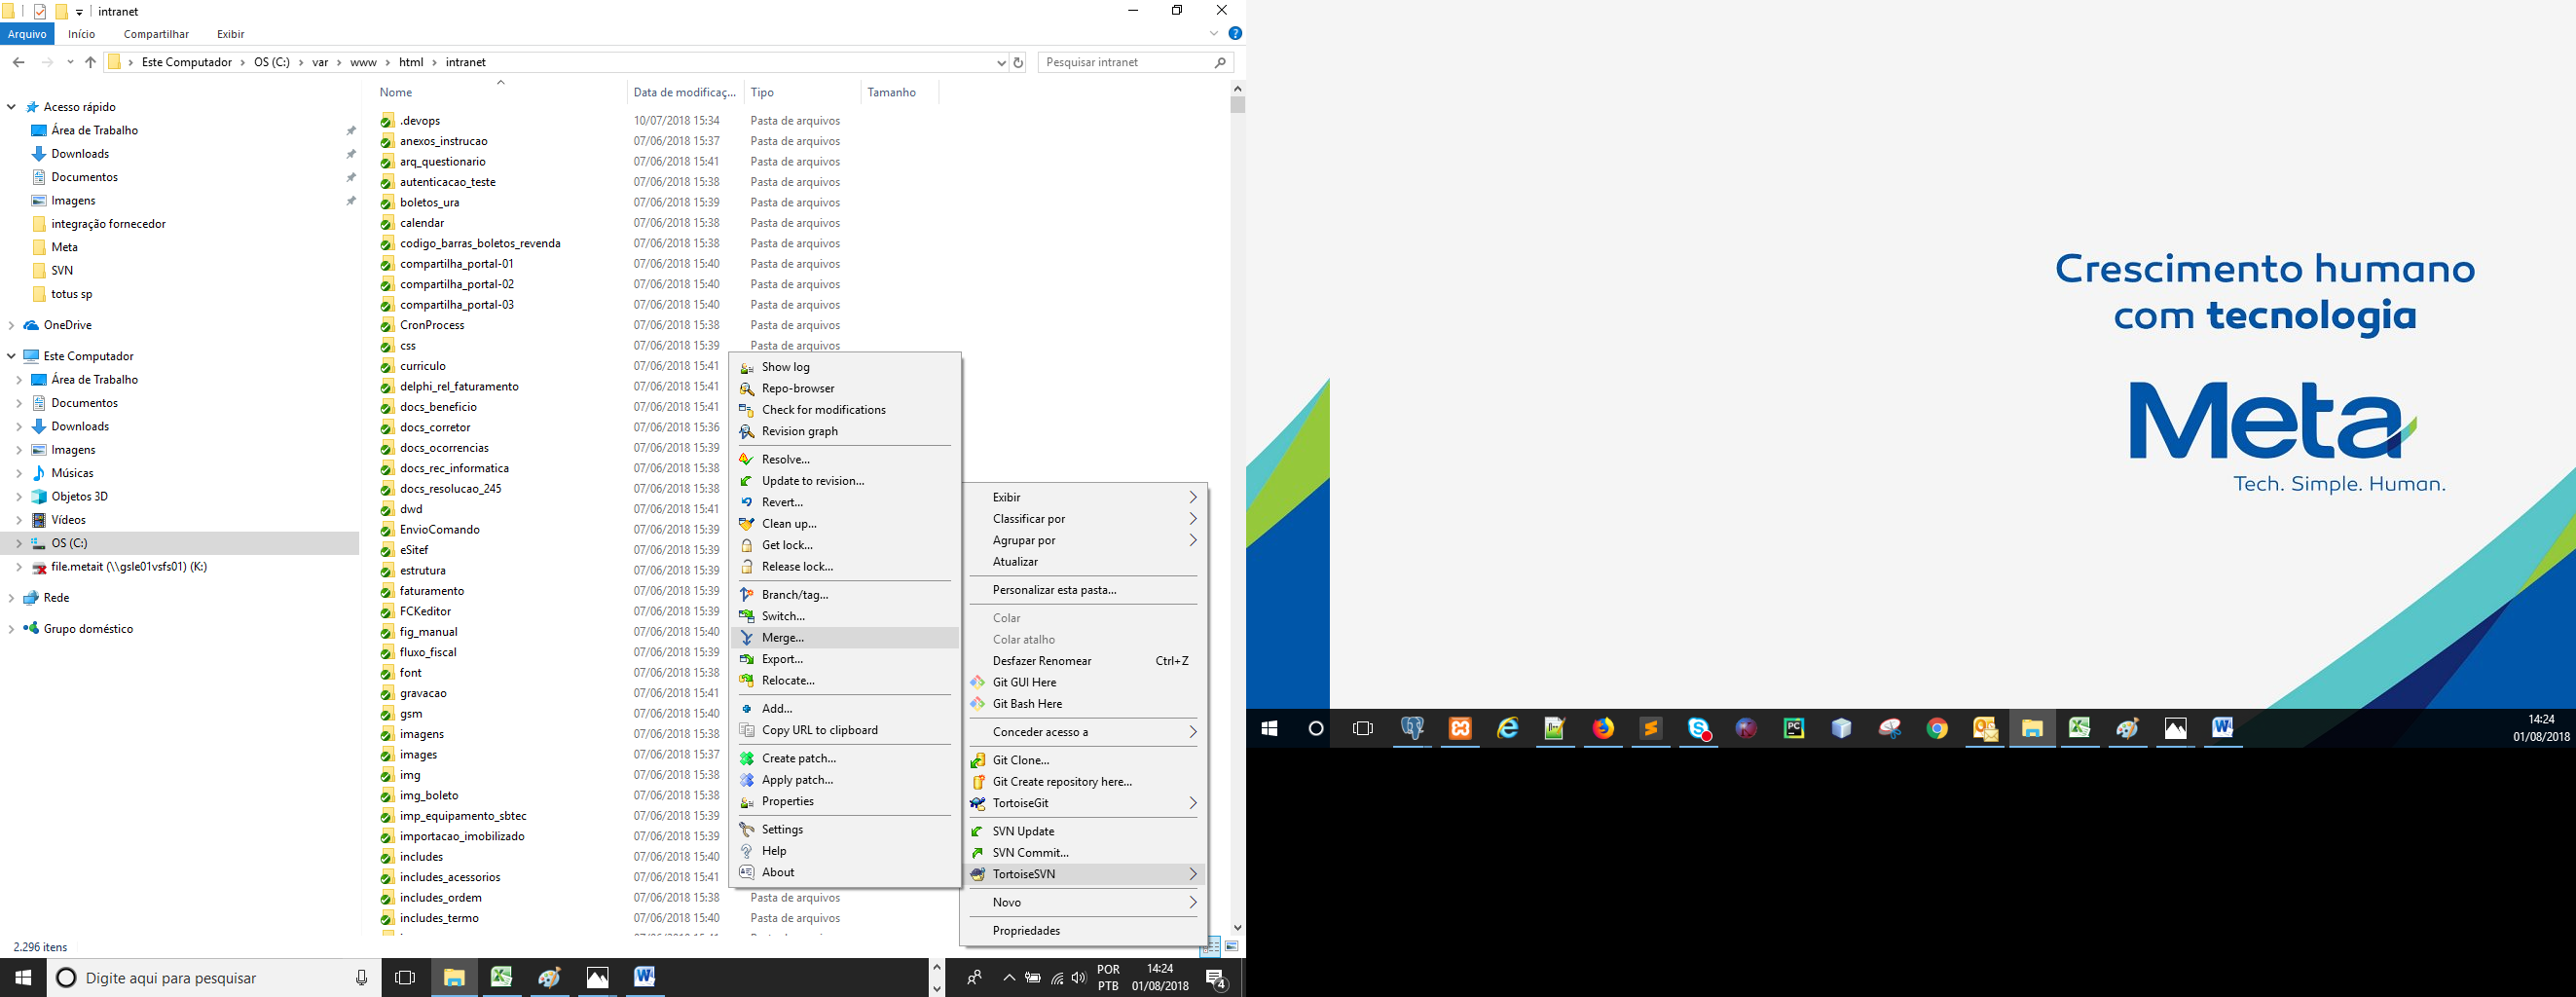 intranet
Arquivo Início Compartilhar Exibir
Este Computador OS (C:) var www html intranet
Pesquisar intranet
Nome Data de modificaç... Tipo Tamanho
Acesso rápido
Área de Trabalho
Downloads
Documentos
Imagens
integração fornecedor
Meta
SVN
totus sp
OneDrive
Este Computador
Área de Trabalho
Documentos
Downloads
Imagens
Músicas
Objetos 3D
Vídeos
OS (C:)
file.metait (\\gsle01vsfs01) (K:)
Rede
Grupo doméstico
.devops 10/07/2018 15:34 Pasta de arquivos
anexos_instrucao 07/06/2018 15:37 Pasta de arquivos
arq_questionario 07/06/2018 15:41 Pasta de arquivos
autenticacao_teste 07/06/2018 15:38 Pasta de arquivos
boletos_ura 07/06/2018 15:39 Pasta de arquivos
calendar 07/06/2018 15:38 Pasta de arquivos
codigo_barras_boletos_revenda 07/06/2018 15:38 Pasta de arquivos
compartilha_portal-01 07/06/2018 15:40 Pasta de arquivos
compartilha_portal-02 07/06/2018 15:40 Pasta de arquivos
compartilha_portal-03 07/06/2018 15:40 Pasta de arquivos
CronProcess 07/06/2018 15:38 Pasta de arquivos
css 07/06/2018 15:39 Pasta de arquivos
curriculo 07/06/2018 15:41
delphi_rel_faturamento 07/06/2018 15:41
docs_beneficio 07/06/2018 15:41
docs_corretor 07/06/2018 15:36
docs_ocorrencias 07/06/2018 15:39
docs_rec_informatica 07/06/2018 15:38
docs_resolucao_245 07/06/2018 15:38
dwd 07/06/2018 15:41
EnvioComando 07/06/2018 15:39
eSitef 07/06/2018 15:39
estrutura 07/06/2018 15:39
faturamento 07/06/2018 15:39
FCKeditor 07/06/2018 15:39
fig_manual 07/06/2018 15:40
fluxo_fiscal 07/06/2018 15:39
font 07/06/2018 15:38
gravacao 07/06/2018 15:41
gsm 07/06/2018 15:40
imagens 07/06/2018 15:38
images 07/06/2018 15:37
img 07/06/2018 15:38
img_boleto 07/06/2018 15:38
imp_equipamento_sbtec 07/06/2018 15:39
importacao_imobilizado 07/06/2018 15:39
includes 07/06/2018 15:40
includes_acessorios 07/06/2018 15:41
includes_ordem 07/06/2018 15:38 Pasta de arquivos
includes_termo 07/06/2018 15:40 Pasta de arquivos
Show log
Repo-browser
Check for modifications
Revision graph
Resolve...
Update to revision...
Revert...
Clean up...
Get lock...
Release lock...
Branch/tag...
Switch...
Merge...
Export...
Relocate...
Add...
Copy URL to clipboard
Create patch...
Apply patch...
Properties
Settings
Help
About
Exibir
Classificar por
Agrupar por
Atualizar
Personalizar esta pasta...
Colar
Colar atalho
Desfazer Renomear Ctrl+Z
Git GUI Here
Git Bash Here
Conceder acesso a
Git Clone...
Git Create repository here...
TortoiseGit
SVN Update
SVN Commit...
TortoiseSVN
Novo
Propriedades
2.296 itens
Digite aqui para pesquisar
POR
PTB
14:24
01/08/2018
4
Crescimento humano
com tecnologia
Meta
Tech. Simple. Human.
14:24
01/08/2018